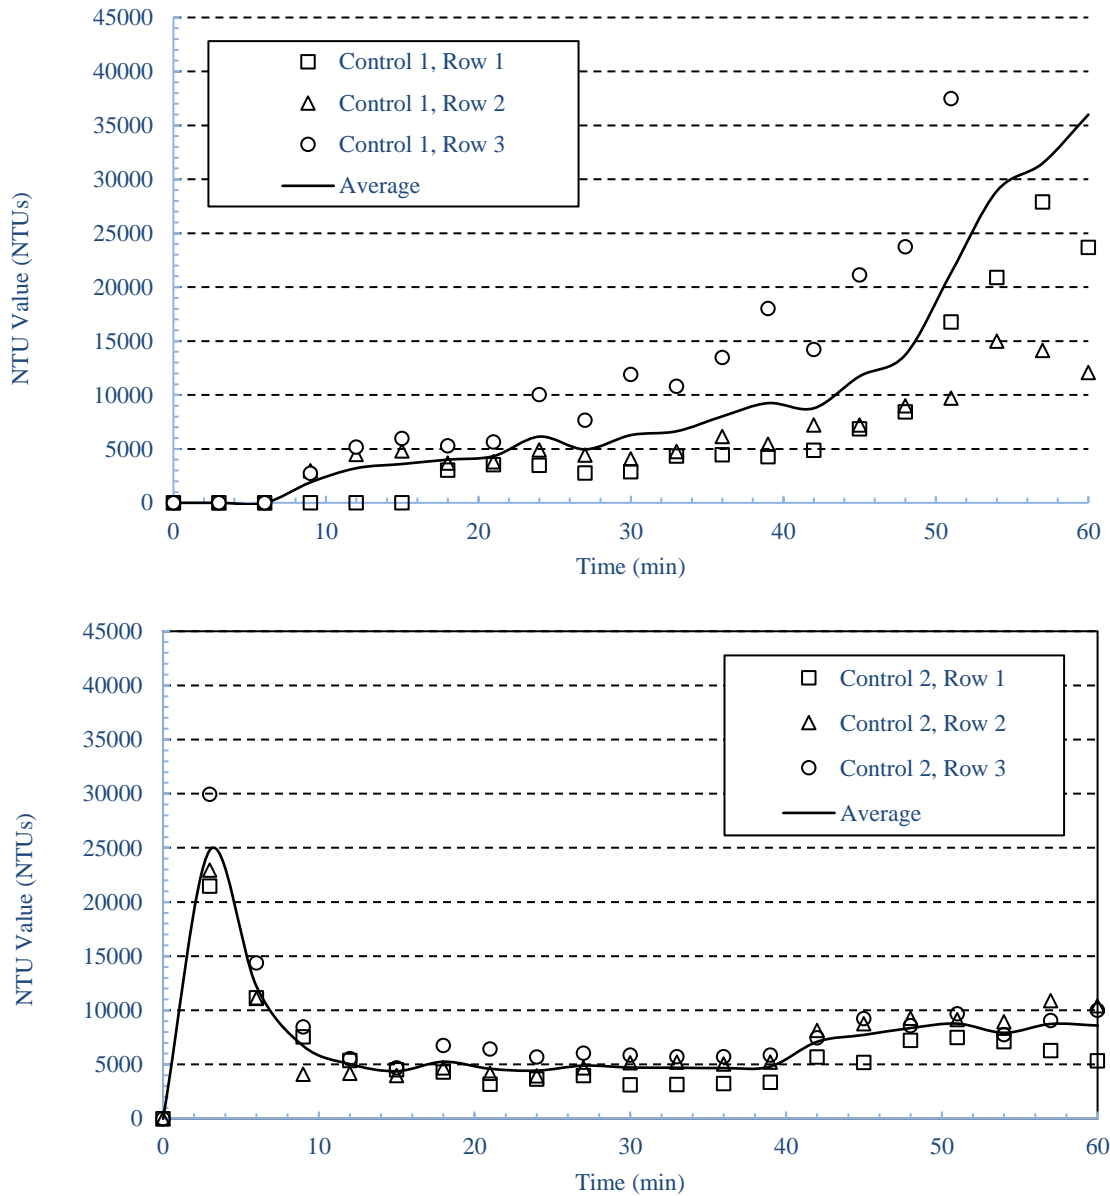 45000
40000
35000
30000
25000
20000
15000
10000
5000
0
NTU Value (NTUs)
Control 1, Row 1
Control 1, Row 2
Control 1, Row 3
Average
0 10 20 30 40 50 60
Time (min)
45000
40000
35000
30000
25000
20000
15000
10000
5000
0
NTU Value (NTUs)
Control 2, Row 1
Control 2, Row 2
Control 2, Row 3
Average
0 10 20 30 40 50 60
Time (min)